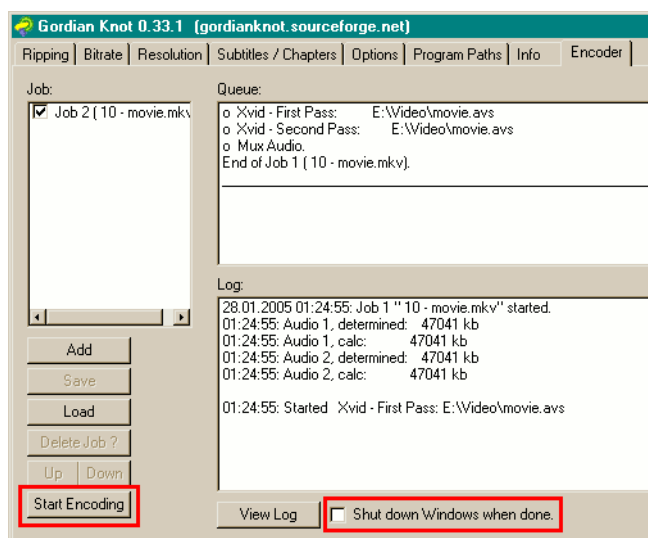 Gordian Knot 0.33.1 (gordianknot.sourceforge.net)
Ripping Bitrate Resolution Subtitles / Chapters Options Program Paths Info Encoder
Job:
Job 2 ( 10 - movie.mkv
Queue:
o Xvid - First Pass: E:\Video\movie.avs
o Xvid - Second Pass: E:\Video\movie.avs
o Mux Audio.
End of Job 1 ( 10 - movie.mkv).
Log:
28.01.2005 01:24:55: Job 1 " 10 - movie.mkv" started.
01:24:55: Audio 1, determined: 47041 kb
01:24:55: Audio 1, calc: 47041 kb
01:24:55: Audio 2, determined: 47041 kb
01:24:55: Audio 2, calc: 47041 kb
01:24:55: Started Xvid - First Pass: E:\Video\movie.avs
Add
Save
Load
Delete Job ?
Up Down
Start Encoding
View Log
Shut down Windows when done.